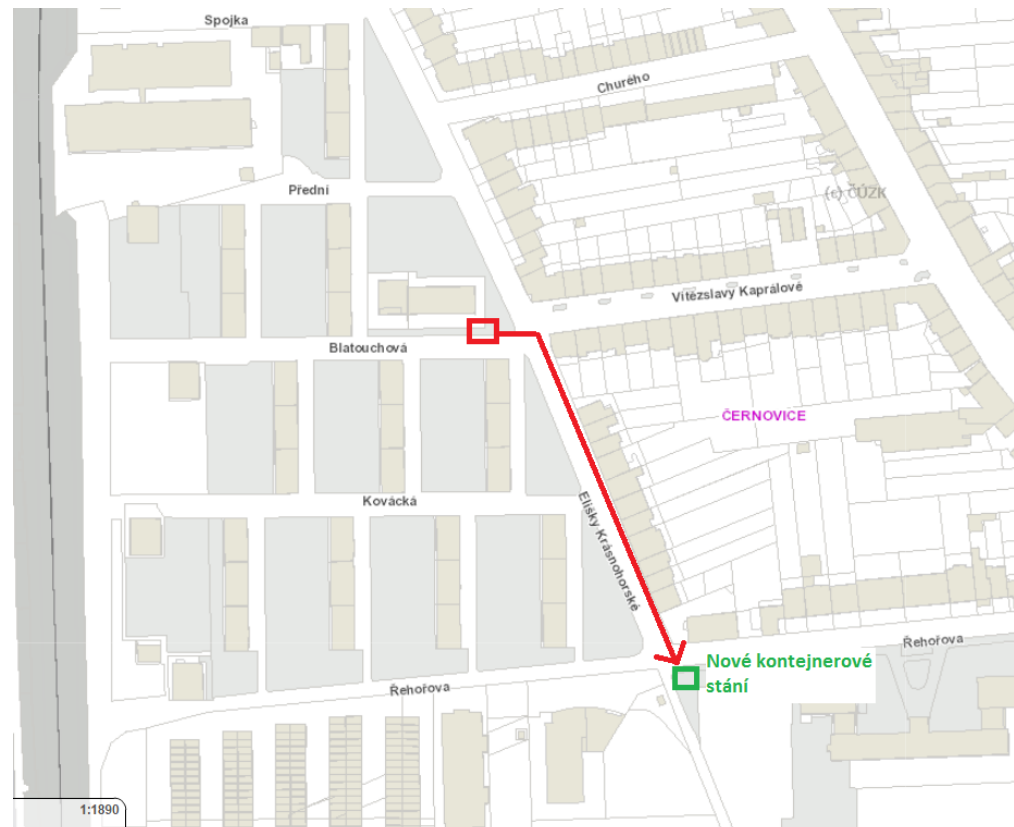 Spojka
Churého
Přední
(c) ČÚZK
Vítězslavy Kaprálové
Blatouchová
ČERNOVICE
Kovácká
Elišky Krásnohorské
Řehořova
Nové kontejnerové
stání
Řehořova
1:1890